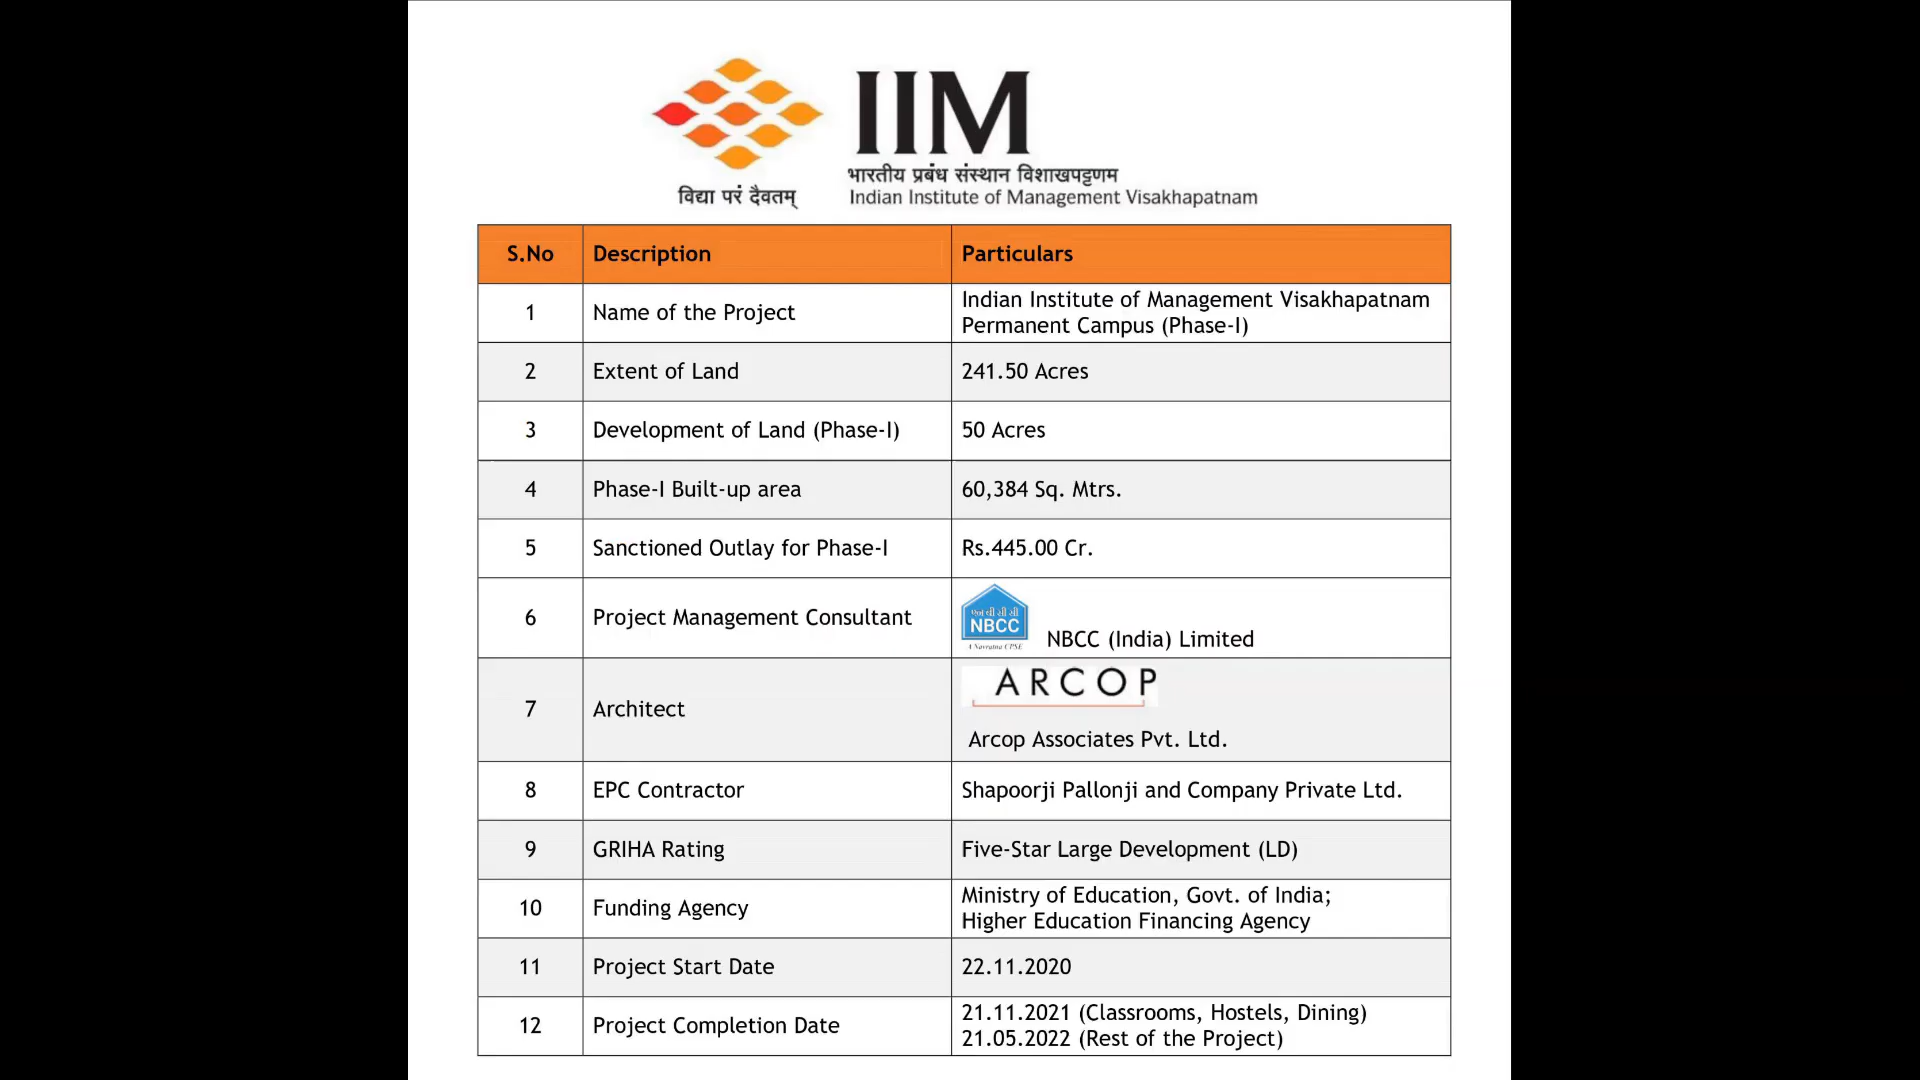 IIM
विद्या परं दैवतम्
भारतीय प्रबंध संस्थान विशाखपट्टणम
Indian Institute of Management Visakhapatnam
S.No Description Particulars
1 Name of the Project Indian Institute of Management Visakhapatnam
Permanent Campus (Phase-I)
2 Extent of Land 241.50 Acres
3 Development of Land (Phase-I) 50 Acres
4 Phase-I Built-up area 60,384 Sq. Mtrs.
5 Sanctioned Outlay for Phase-I Rs.445.00 Cr.
एन बी सी सी
NBCC
A Navratna CPSE
6 Project Management Consultant NBCC (India) Limited
ARCOP
7 Architect
Arcop Associates Pvt. Ltd.
8 EPC Contractor Shapoorji Pallonji and Company Private Ltd.
9 GRIHA Rating Five-Star Large Development (LD)
10 Funding Agency Ministry of Education, Govt. of India;
Higher Education Financing Agency
11 Project Start Date 22.11.2020
12 Project Completion Date 21.11.2021 (Classrooms, Hostels, Dining)
21.05.2022 (Rest of the Project)